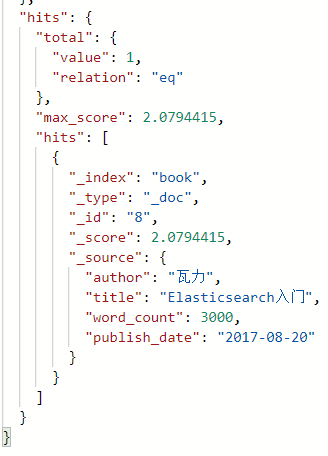 },
"hits": {
"total": {
"value": 1,
"relation": "eq"
},
"max_score": 2.0794415,
"hits": [
{
"_index": "book",
"_type": "_doc",
"_id": "8",
"_score": 2.0794415,
"_source": {
"author": "瓦力",
"title": "Elasticsearch入门",
"word_count": 3000,
"publish_date": "2017-08-20"
}
}
]
}
}